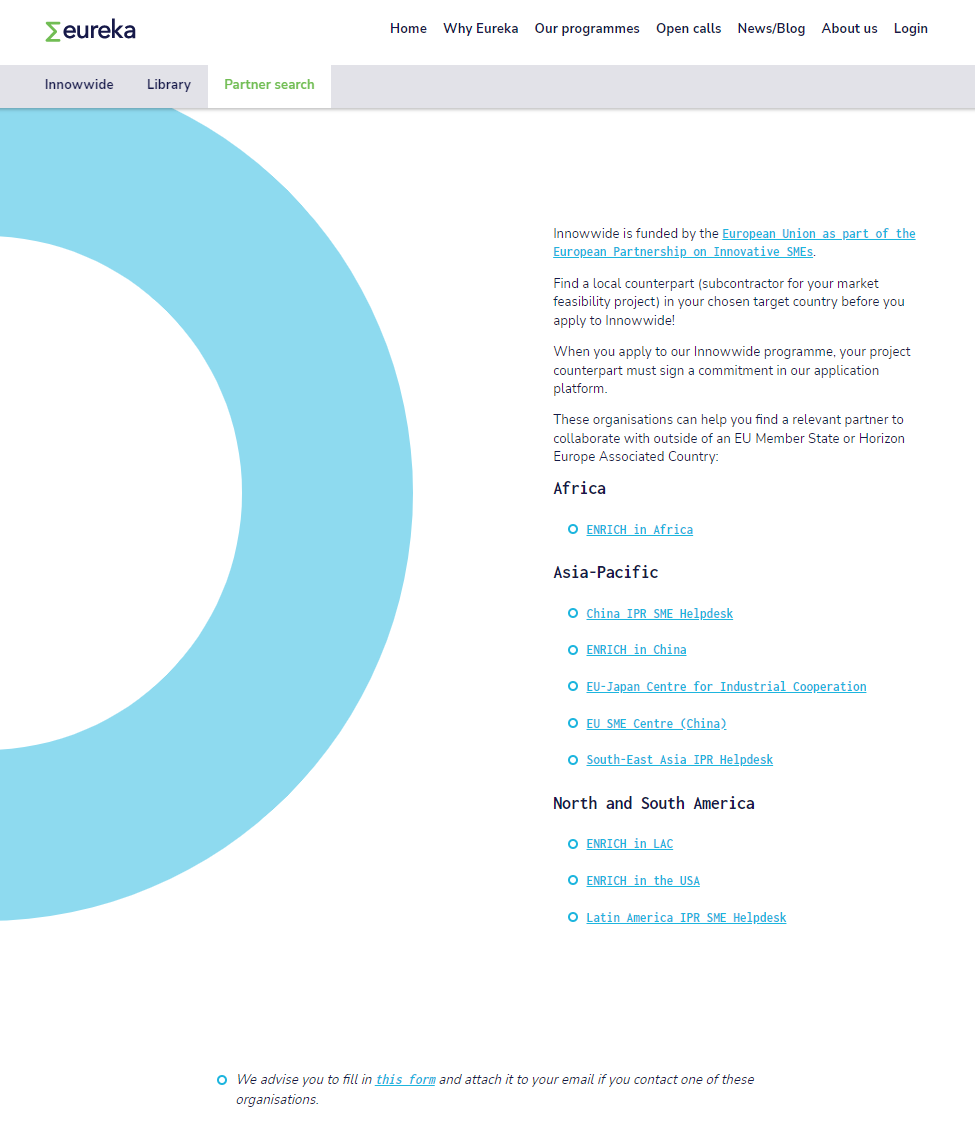 eureka
Home Why Eureka Our programmes Open calls News/Blog About us Login
Innowwide Library Partner search
Innowwide is funded by the European Union as part of the
European Partnership on Innovative SMEs.
Find a local counterpart (subcontractor for your market
feasibility project) in your chosen target country before you
apply to Innowwide!
When you apply to our Innowwide programme, your project
counterpart must sign a commitment in our application
platform.
These organisations can help you find a relevant partner to
collaborate with outside of an EU Member State or Horizon
Europe Associated Country:
Africa
ENRICH in Africa
Asia-Pacific
China IPR SME Helpdesk
ENRICH in China
EU-Japan Centre for Industrial Cooperation
EU SME Centre (China)
South-East Asia IPR Helpdesk
North and South America
ENRICH in LAC
ENRICH in the USA
Latin America IPR SME Helpdesk
We advise you to fill in this form and attach it to your email if you contact one of these
organisations.